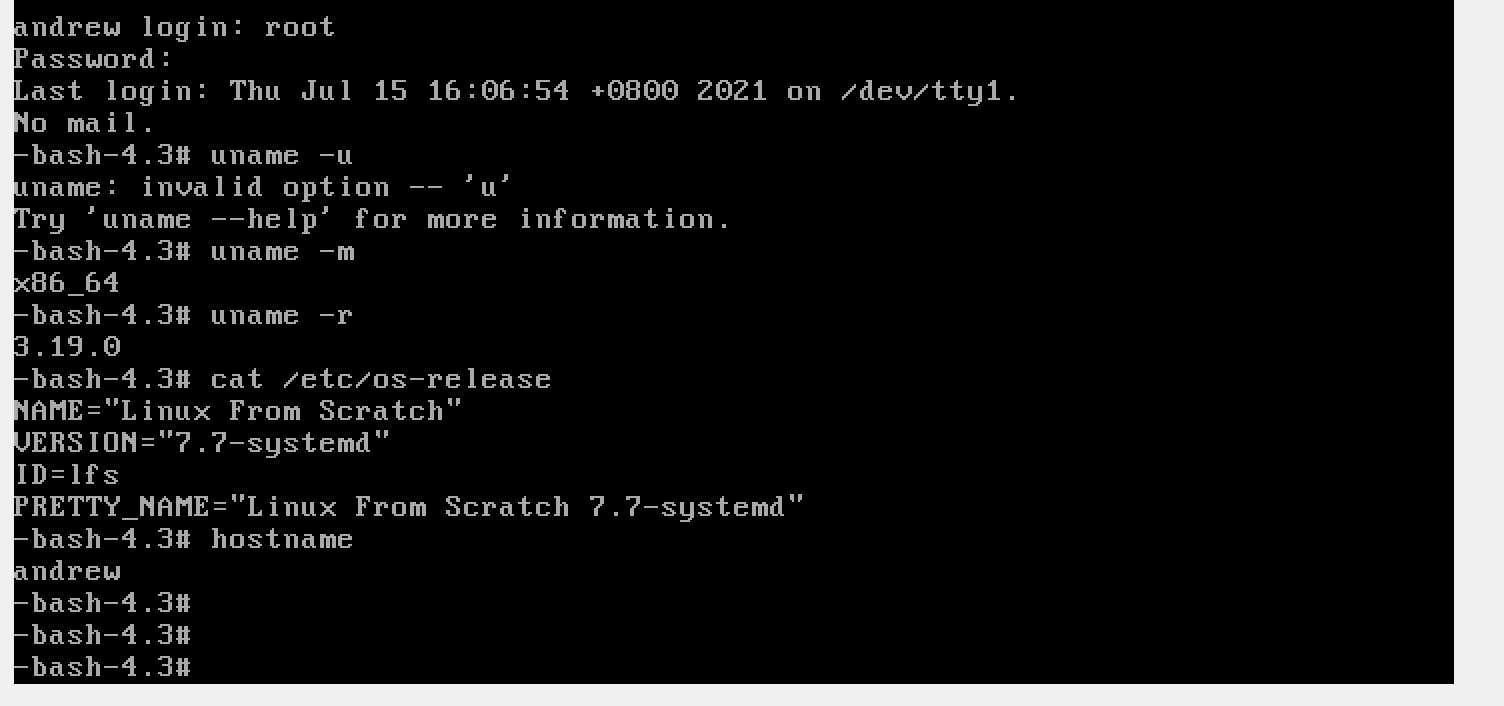 andrew login: root
Password:
Last login: Thu Jul 15 16:06:54 +0800 2021 on /dev/tty1.
No mail.
-bash-4.3# uname -u
uname: invalid option -- 'u'
Try 'uname --help' for more information.
-bash-4.3# uname -m
x86_64
-bash-4.3# uname -r
3.19.0
-bash-4.3# cat /etc/os-release
NAME="Linux From Scratch"
VERSION="7.7-systemd"
ID=lfs
PRETTY_NAME="Linux From Scratch 7.7-systemd"
-bash-4.3# hostname
andrew
-bash-4.3#
-bash-4.3#
-bash-4.3#